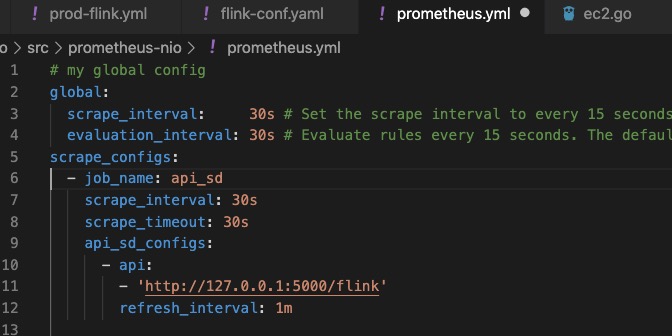 prod-flink.yml flink-conf.yaml prometheus.yml ec2.go
o > src > prometheus-nio > ! prometheus.yml
1 # my global config
2 global:
3 scrape_interval: 30s # Set the scrape interval to every 15 seconds
4 evaluation_interval: 30s # Evaluate rules every 15 seconds. The defaul
5 scrape_configs:
6 - job_name: api_sd
7 scrape_interval: 30s
8 scrape_timeout: 30s
9 api_sd_configs:
10 - api:
11 - 'http://127.0.0.1:5000/flink'
12 refresh_interval: 1m
13